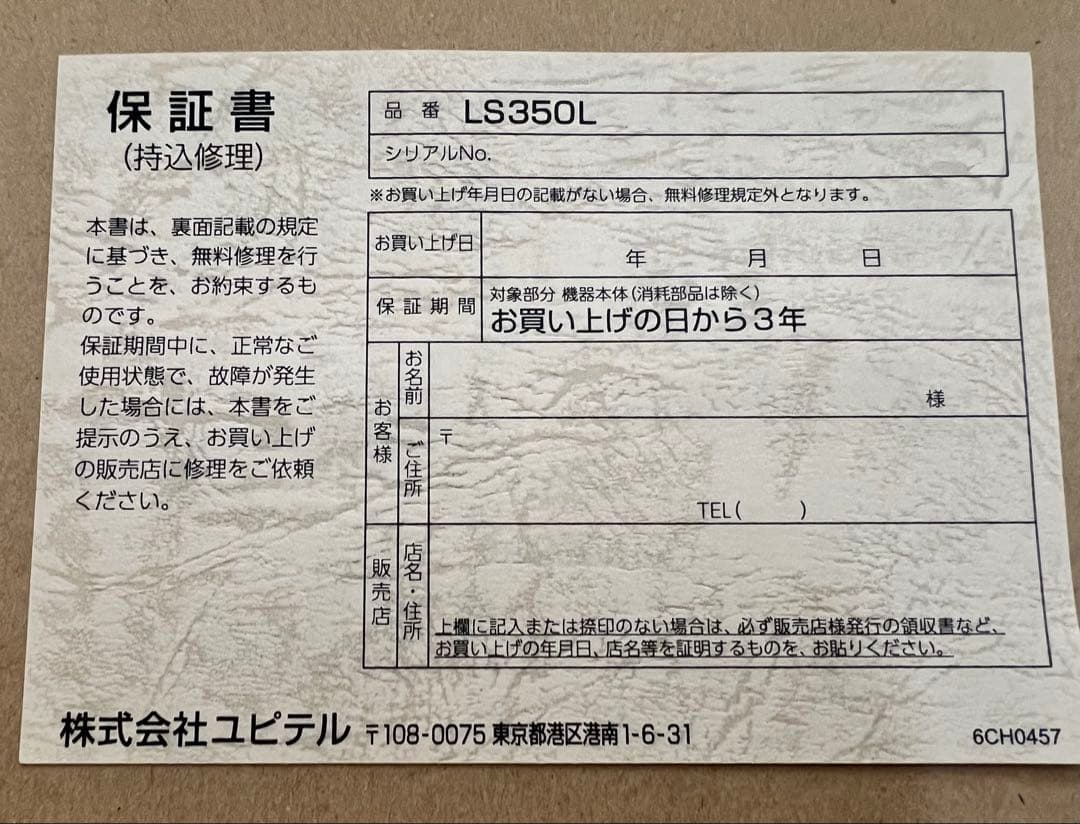 保証書
(持込修理)
本書は、裏面記載の規定
に基づき、無料修理を行
うことを、お約束するも
のです。
保証期間中に、正常なご
使用状態で、故障が発生
した場合には、本書をご
提示のうえ、お買い上げ
の販売店に修理をご依頼
ください。
品番 LS350L
シリアルNo.
※お買い上げ年月日の記載がない場合、無料修理規定外となります。
お買い上げ日 年 月 日
保証期間 対象部分 機器本体(消耗部品は除く)
お買い上げの日から3年
お客様
お名前 様
ご住所 〒
TEL( )
販売店
店名・住所
上欄に記入または捺印のない場合は、必ず販売店様発行の領収書など、
お買い上げの年月日、店名等を証明するものを、お貼りください。
株式会社ユピテル 〒108-0075 東京都港区港南1-6-31
6CH0457